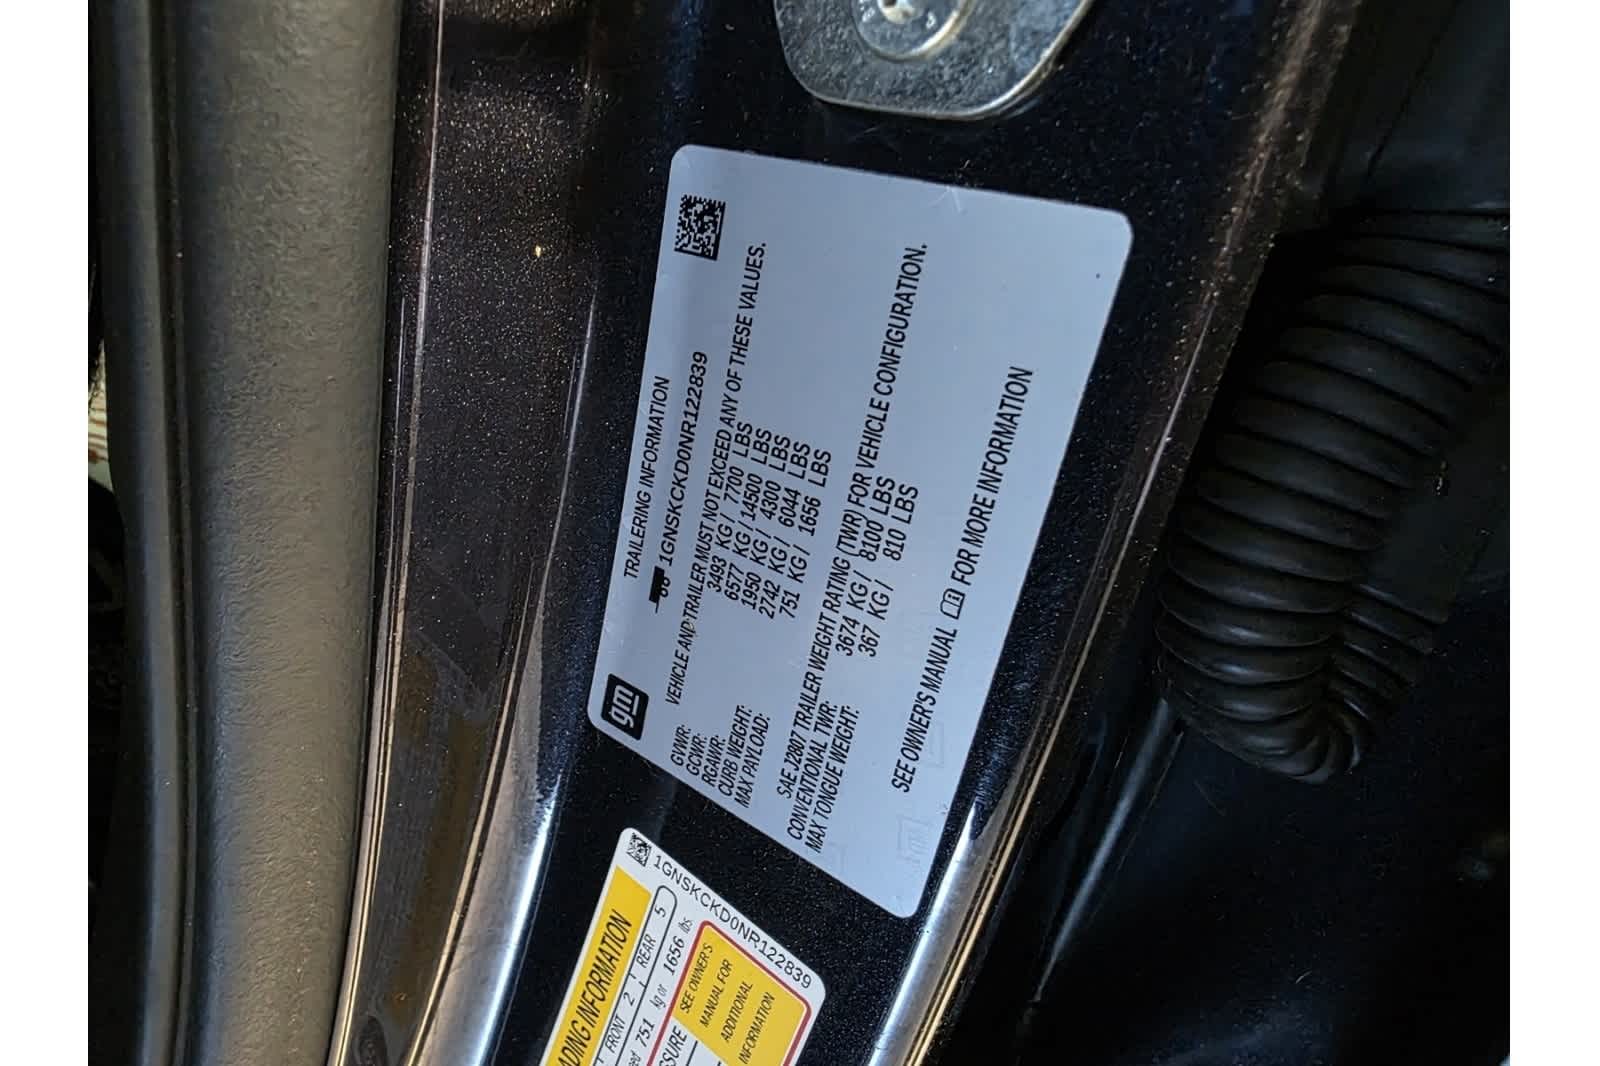 gm
TRAILERING INFORMATION
1GNSKCKD0NR122839
VEHICLE AND TRAILER MUST NOT EXCEED ANY OF THESE VALUES.
GVWR: 3493 KG / 7700 LBS
GCWR: 6577 KG / 14500 LBS
RGAWR: 1950 KG / 4300 LBS
CURB WEIGHT: 2742 KG / 6044 LBS
MAX PAYLOAD: 751 KG / 1656 LBS
SAE J2807 TRAILER WEIGHT RATING (TWR) FOR VEHICLE CONFIGURATION.
CONVENTIONAL TWR: 3674 KG / 8100 LBS
MAX TONGUE WEIGHT: 367 KG / 810 LBS
SEE OWNER'S MANUAL FOR MORE INFORMATION
1GNSKCKD0NR122839
INFORMATION
FRONT 2 REAR 5
751 kg or 1656 lbs
SEE OWNER'S
MANUAL FOR
ADDITIONAL
INFORMATION